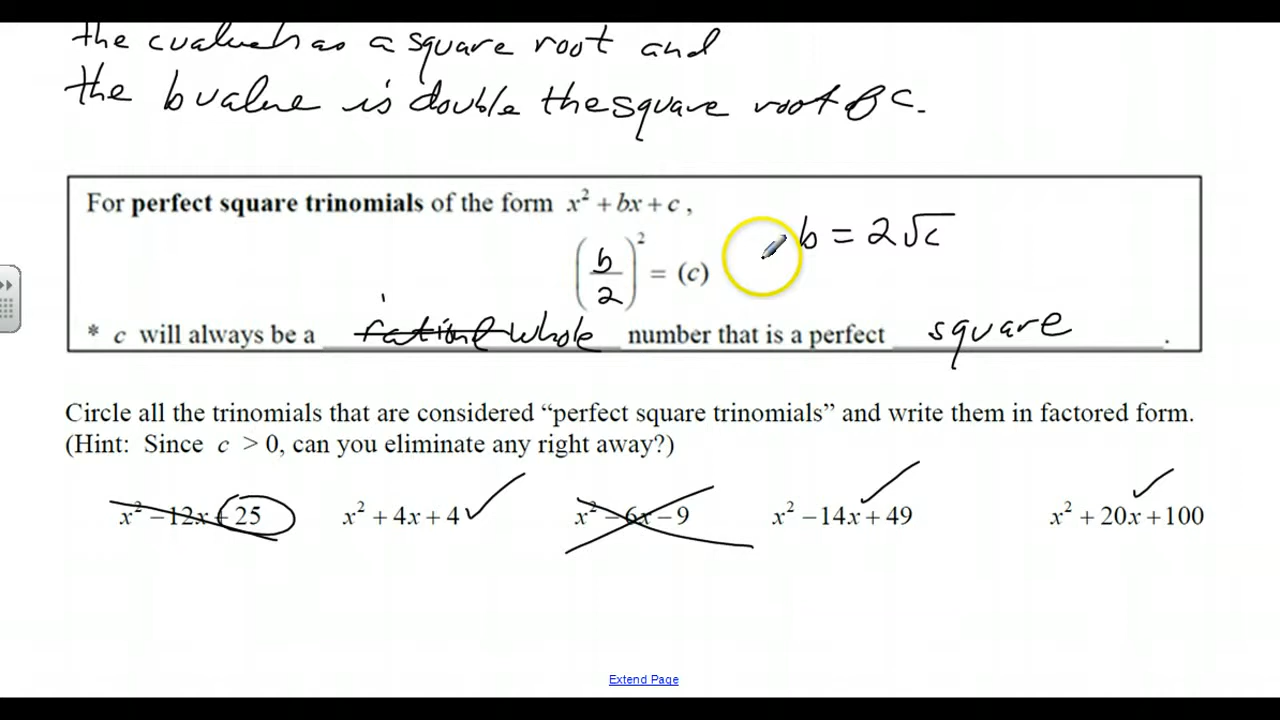 the c value has a square root and
the b value is double the square root of c.
For perfect square trinomials of the form x² + bx + c,
(b/2)² = (c) b = 2√c
* c will always be a rational whole number that is a perfect square.
Circle all the trinomials that are considered “perfect square trinomials” and write them in factored form.
(Hint: Since c > 0, can you eliminate any right away?)
x² − 12x + 25 x² + 4x + 4 ✓ x² − 6x − 9 x² − 14x + 49 ✓ x² + 20x + 100 ✓
Extend Page